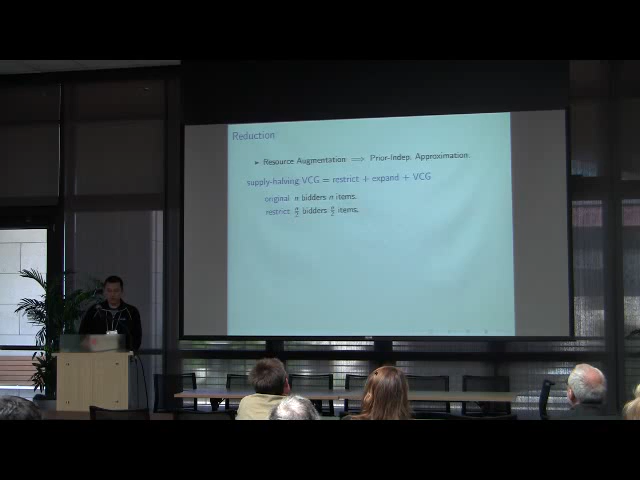 Reduction
▸ Resource Augmentation ⟹ Prior-Indep. Approximation
supply-halving VCG = restrict + expand + VCG
original n bidders n items.
restrict n/2 bidders n/2 items.